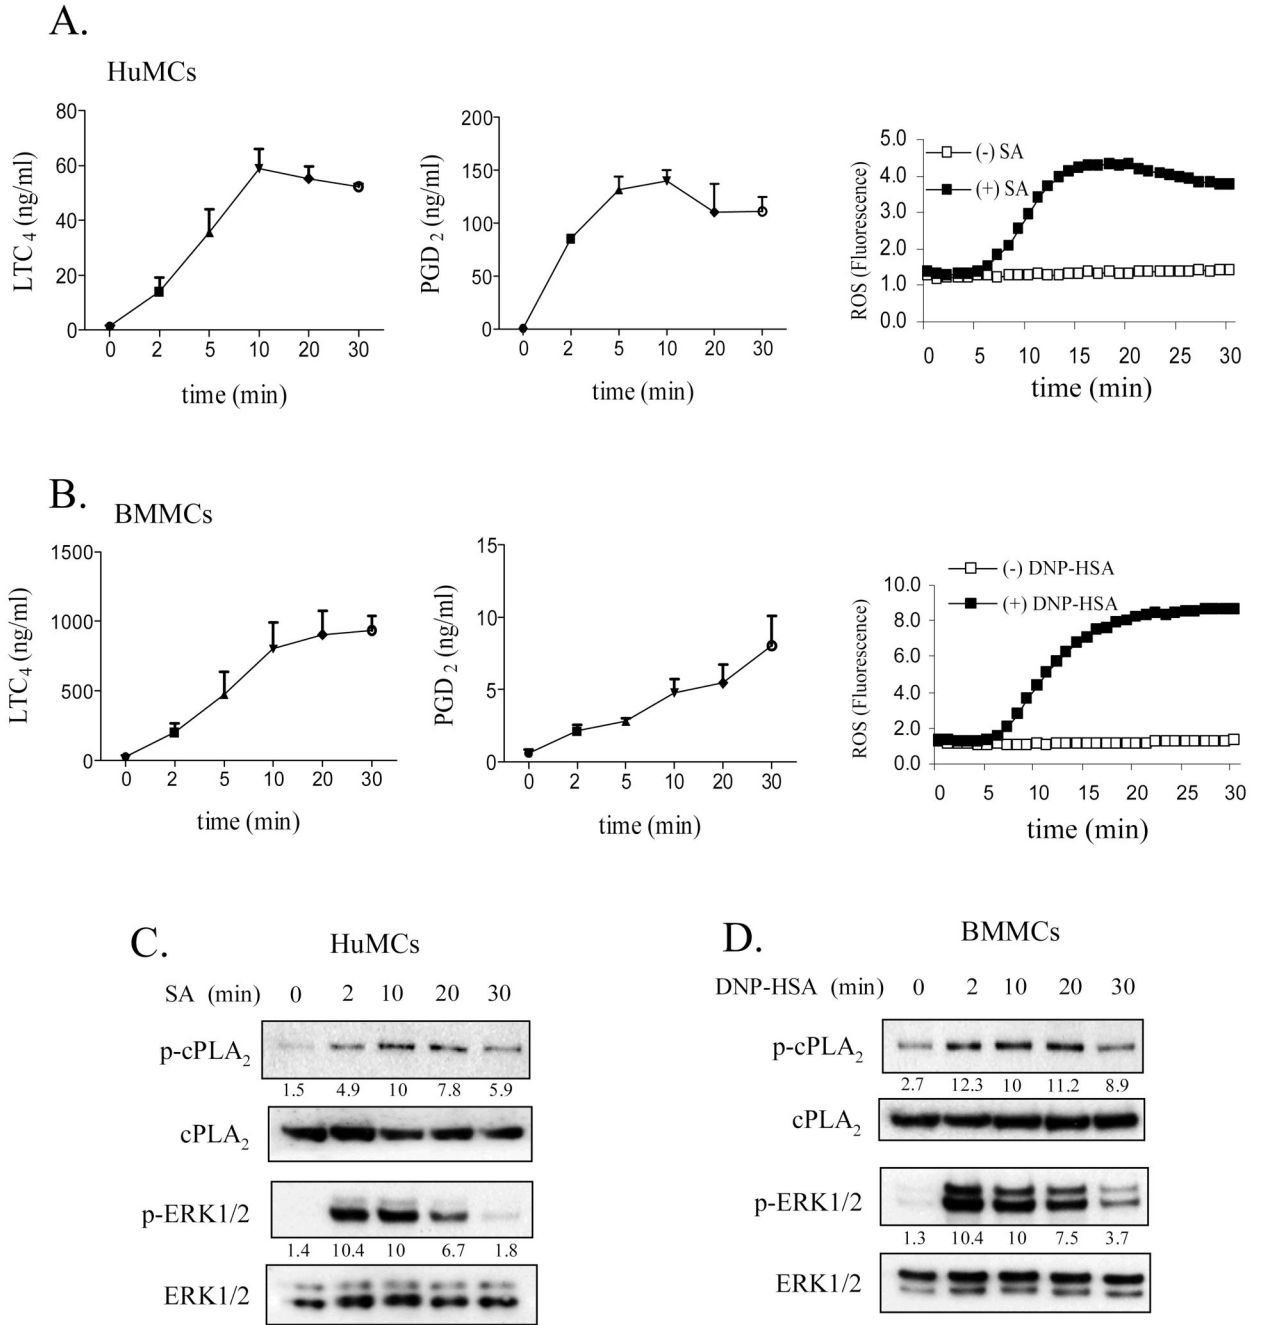 A.
HuMCs
LTC4 (ng/ml)
80
60
40
20
0
0 2 5 10 20 30
time (min)
PGD 2 (ng/ml)
200
150
100
50
0
0 2 5 10 20 30
time (min)
ROS (Fluorescence)
(-) SA
(+) SA
5.0
4.0
3.0
2.0
1.0
0.0
0 5 10 15 20 25 30
time (min)
B.
BMMCs
LTC4 (ng/ml)
1500
1000
500
0
0 2 5 10 20 30
time (min)
PGD 2 (ng/ml)
15
10
5
0
0 2 5 10 20 30
time (min)
ROS (Fluorescence)
(-) DNP-HSA
(+) DNP-HSA
10.0
8.0
6.0
4.0
2.0
0.0
0 5 10 15 20 25 30
time (min)
C.
HuMCs
SA (min) 0 2 10 20 30
p-cPLA2
1.5 4.9 10 7.8 5.9
cPLA2
p-ERK1/2
1.4 10.4 10 6.7 1.8
ERK1/2
D.
BMMCs
DNP-HSA (min) 0 2 10 20 30
p-cPLA2
2.7 12.3 10 11.2 8.9
cPLA2
p-ERK1/2
1.3 10.4 10 7.5 3.7
ERK1/2